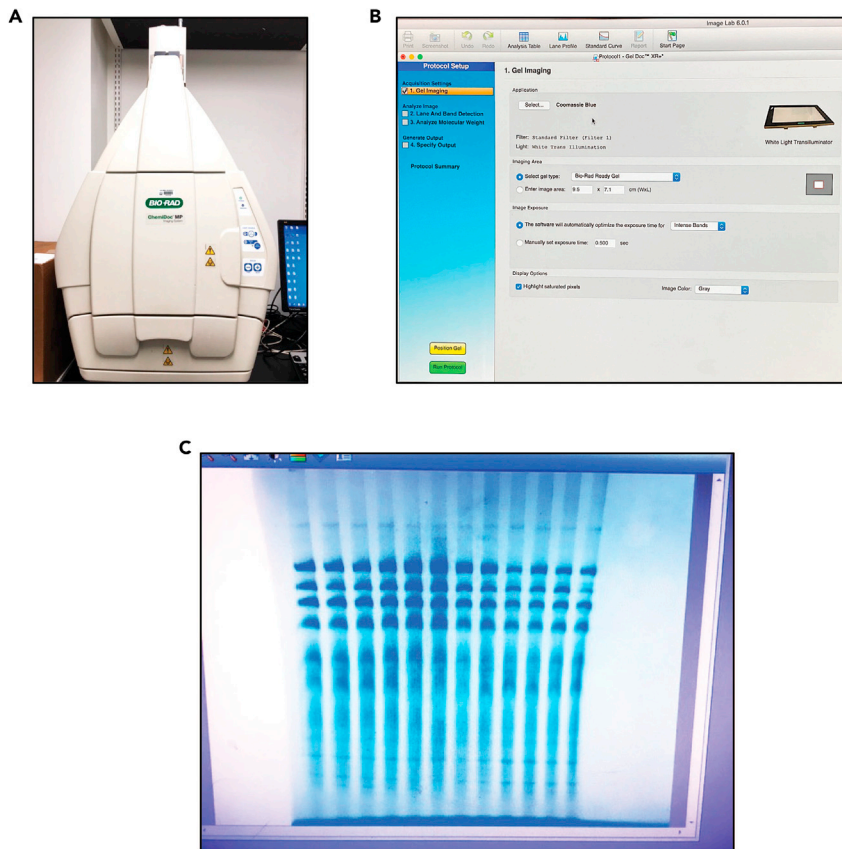 A
BIO-RAD
ChemiDoc MP
B
Image Lab 6.0.1
Print
Screenshot
Undo
Redo
Analysis Table
Lane Profile
Standard Curve
Report
Start Page
Protocol1 - Gel Doc™ XR+*
Protocol Setup
Acquisition Settings
1. Gel Imaging
Analyze Image
2. Lane And Band Detection
3. Analyze Molecular Weight
Generate Output
4. Specify Output
Protocol Summary
Position Gel
Run Protocol
1. Gel Imaging
Application
Select...
Coomassie Blue
Filter: Standard Filter (Filter 1)
Light: White Trans Illumination
White Light Transilluminator
Imaging Area
Select gel type:
Bio-Rad Ready Gel
Enter image area:
9.5
x
7.1
cm (WxL)
Image Exposure
The software will automatically optimize the exposure time for
Intense Bands
Manually set exposure time:
0.500
sec
Display Options
Highlight saturated pixels
Image Color:
Gray
C